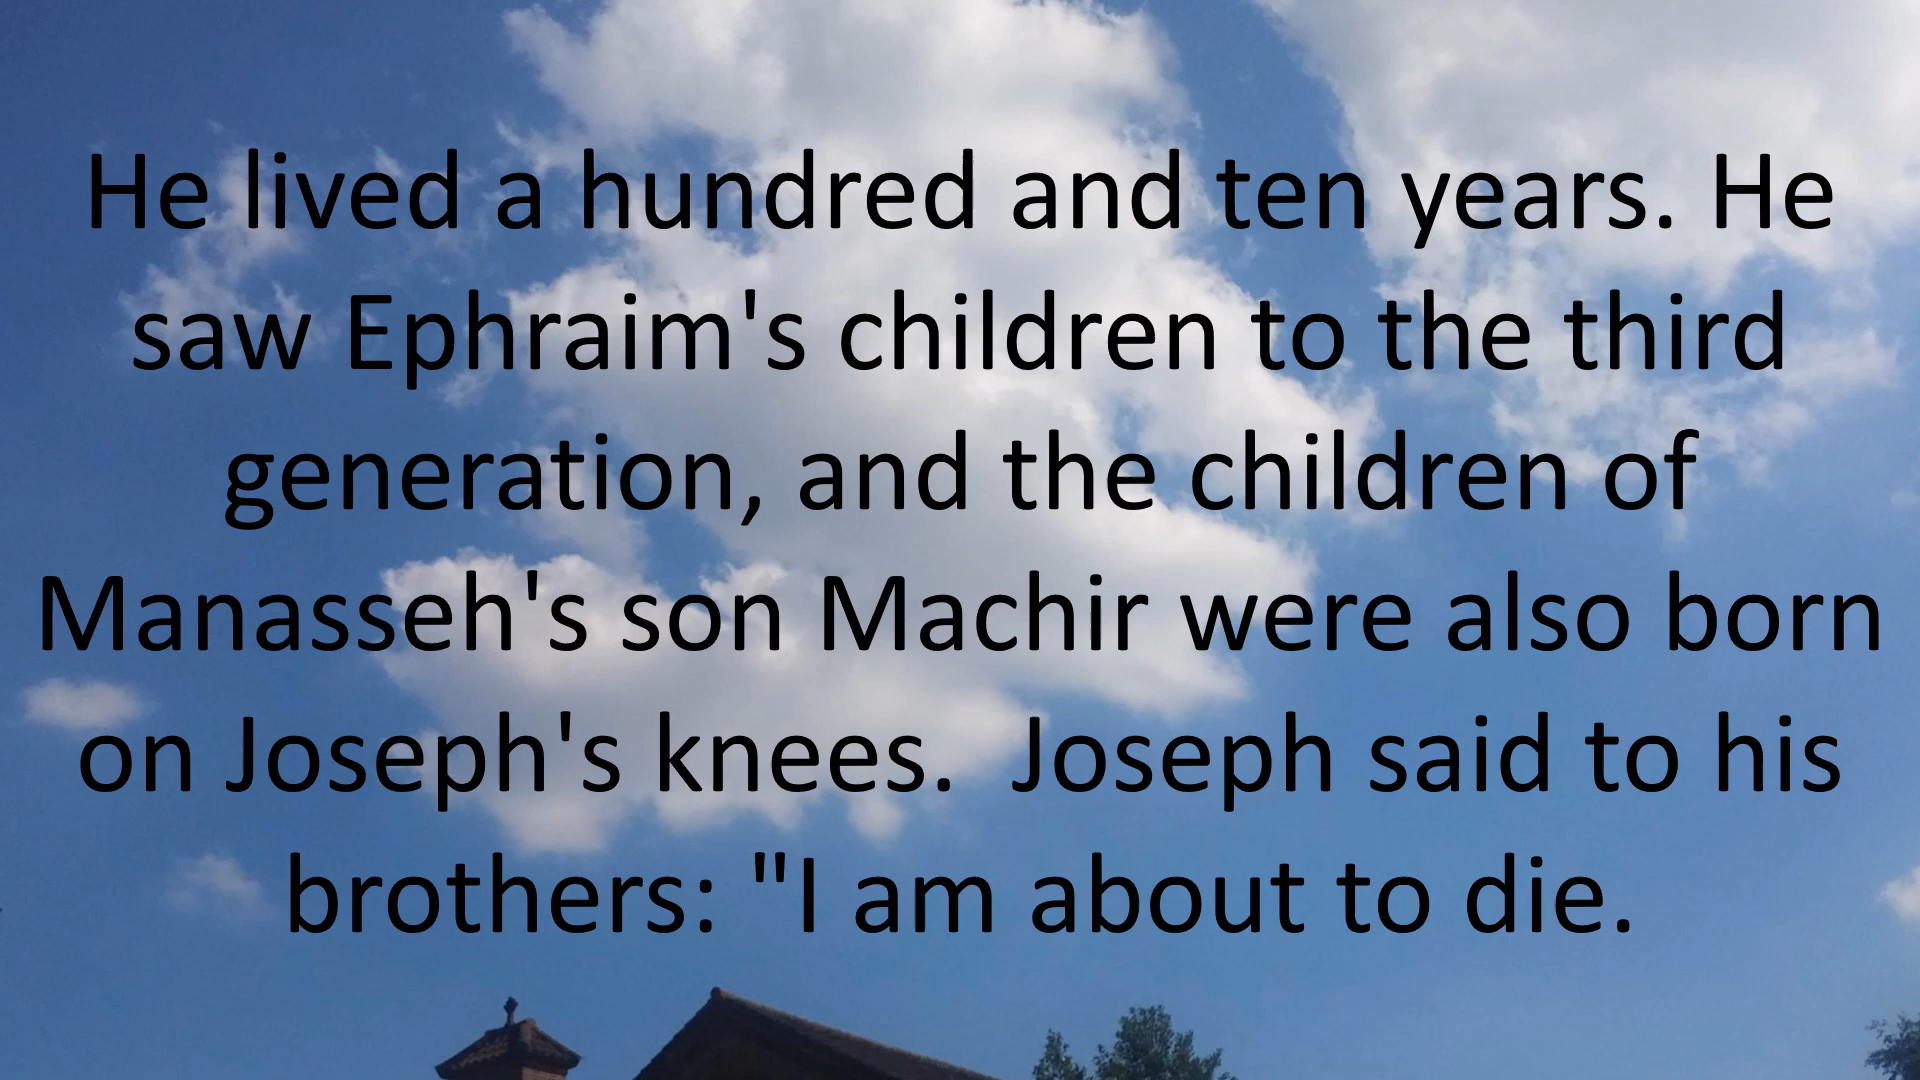 He lived a hundred and ten years. He
saw Ephraim's children to the third
generation, and the children of
Manasseh's son Machir were also born
on Joseph's knees.  Joseph said to his
brothers: "I am about to die.